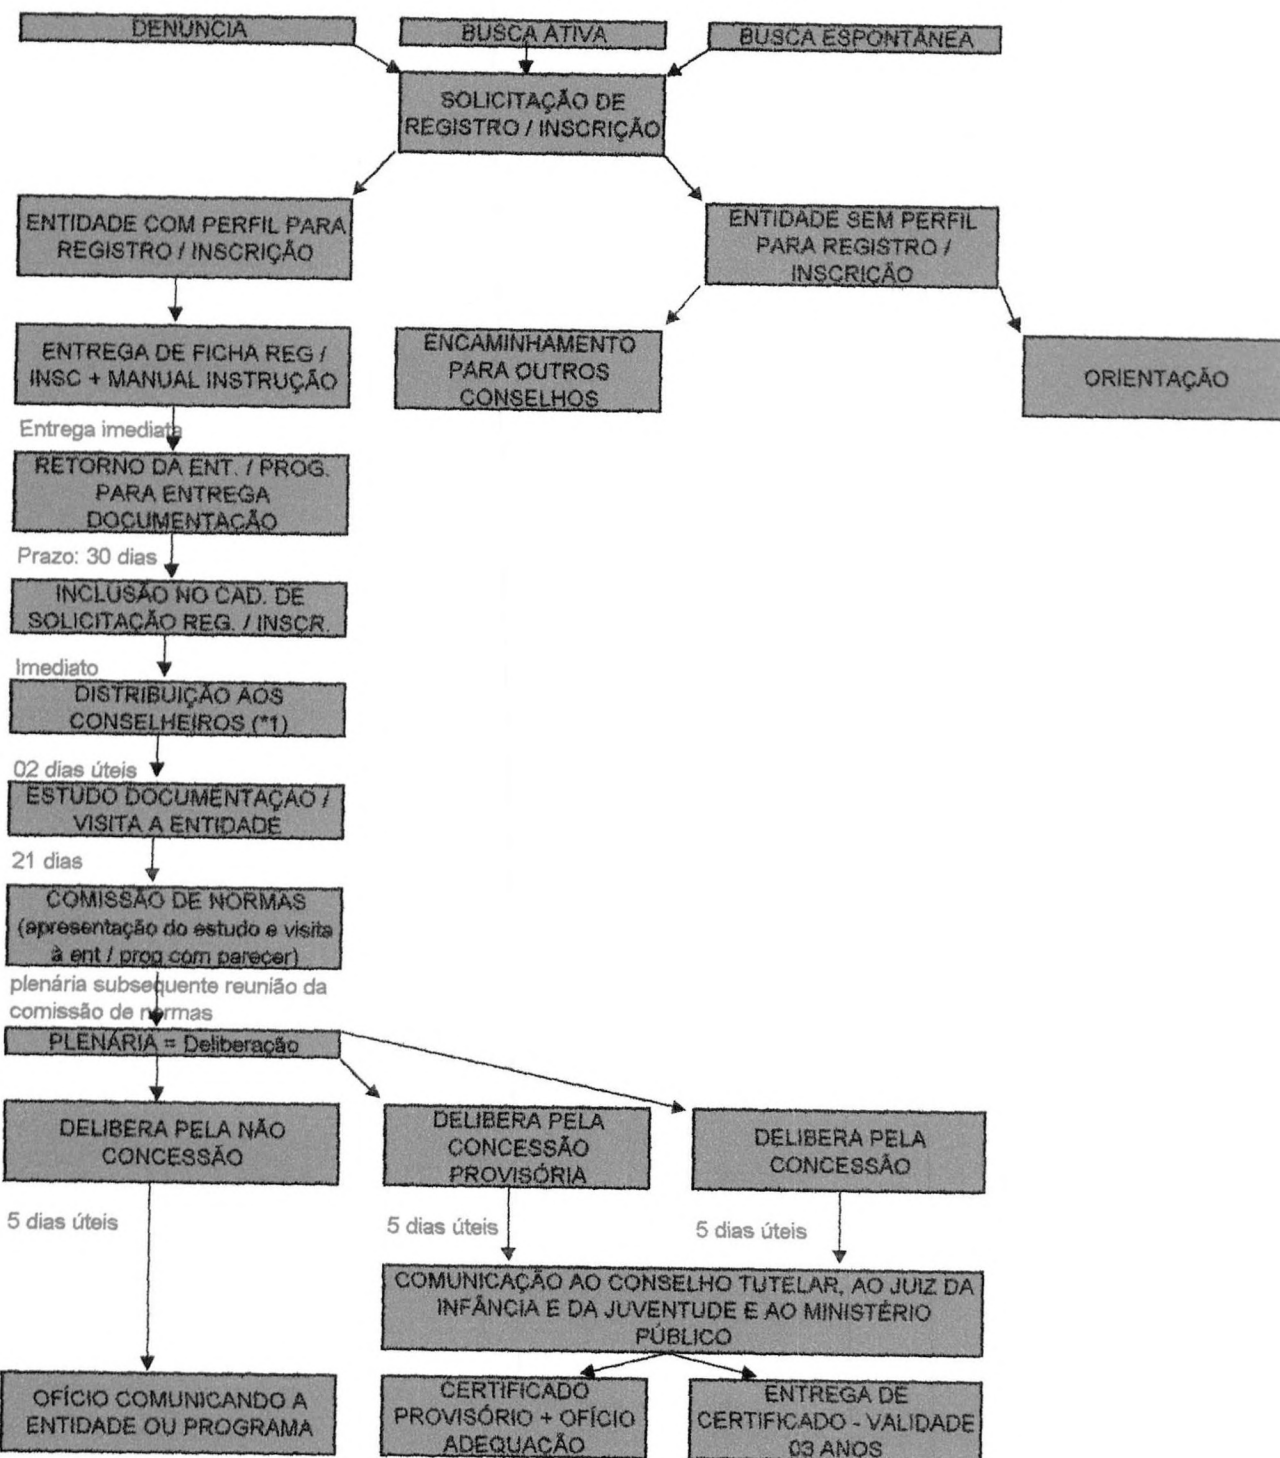 DENÚNCIA
BUSCA ATIVA
BUSCA ESPONTÂNEA
SOLICITAÇÃO DE
REGISTRO / INSCRIÇÃO
ENTIDADE COM PERFIL PARA
REGISTRO / INSCRIÇÃO
ENTIDADE SEM PERFIL
PARA REGISTRO /
INSCRIÇÃO
ENTREGA DE FICHA REG /
INSC + MANUAL INSTRUÇÃO
ENCAMINHAMENTO
PARA OUTROS
CONSELHOS
ORIENTAÇÃO
Entrega imediata
RETORNO DA ENT. / PROG.
PARA ENTREGA
DOCUMENTAÇÃO
Prazo: 30 dias
INCLUSÃO NO CAD. DE
SOLICITAÇÃO REG. / INSCR.
Imediato
DISTRIBUIÇÃO AOS
CONSELHEIROS (*1)
02 dias úteis
ESTUDO DOCUMENTAÇÃO /
VISITA A ENTIDADE
21 dias
COMISSÃO DE NORMAS
(apresentação do estudo e visita
à ent / prog com parecer)
plenária subsequente reunião da
comissão de normas
PLENÁRIA = Deliberação
DELIBERA PELA NÃO
CONCESSÃO
DELIBERA PELA
CONCESSÃO
PROVISÓRIA
DELIBERA PELA
CONCESSÃO
5 dias úteis
5 dias úteis
5 dias úteis
COMUNICAÇÃO AO CONSELHO TUTELAR, AO JUIZ DA
INFÂNCIA E DA JUVENTUDE E AO MINISTÉRIO
PÚBLICO
OFÍCIO COMUNICANDO A
ENTIDADE OU PROGRAMA
CERTIFICADO
PROVISÓRIO + OFÍCIO
ADEQUAÇÃO
ENTREGA DE
CERTIFICADO - VALIDADE
03 ANOS